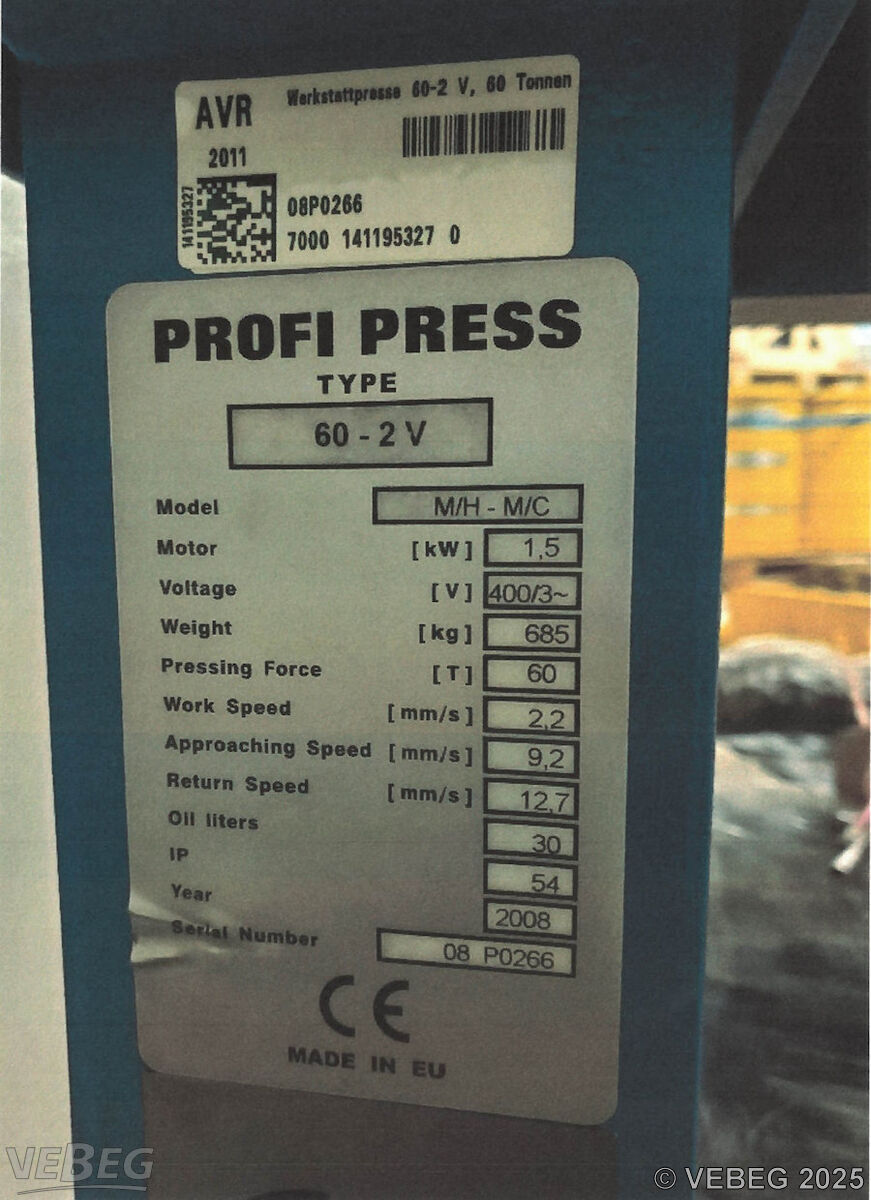 AVR Werkstattpresse 60-2 V, 60 Tonnen
2011
141195327
08P0266
7000 141195327 0
PROFI PRESS
TYPE
60 - 2 V
Model M/H - M/C
Motor [kW] 1,5
Voltage [V] 400/3~
Weight [kg] 685
Pressing Force [T] 60
Work Speed [mm/s] 2,2
Approaching Speed [mm/s] 9,2
Return Speed [mm/s] 12,7
Oil liters 30
IP 54
Year 2008
Serial Number 08 P0266
CE
MADE IN EU
VEBEG
© VEBEG 2025